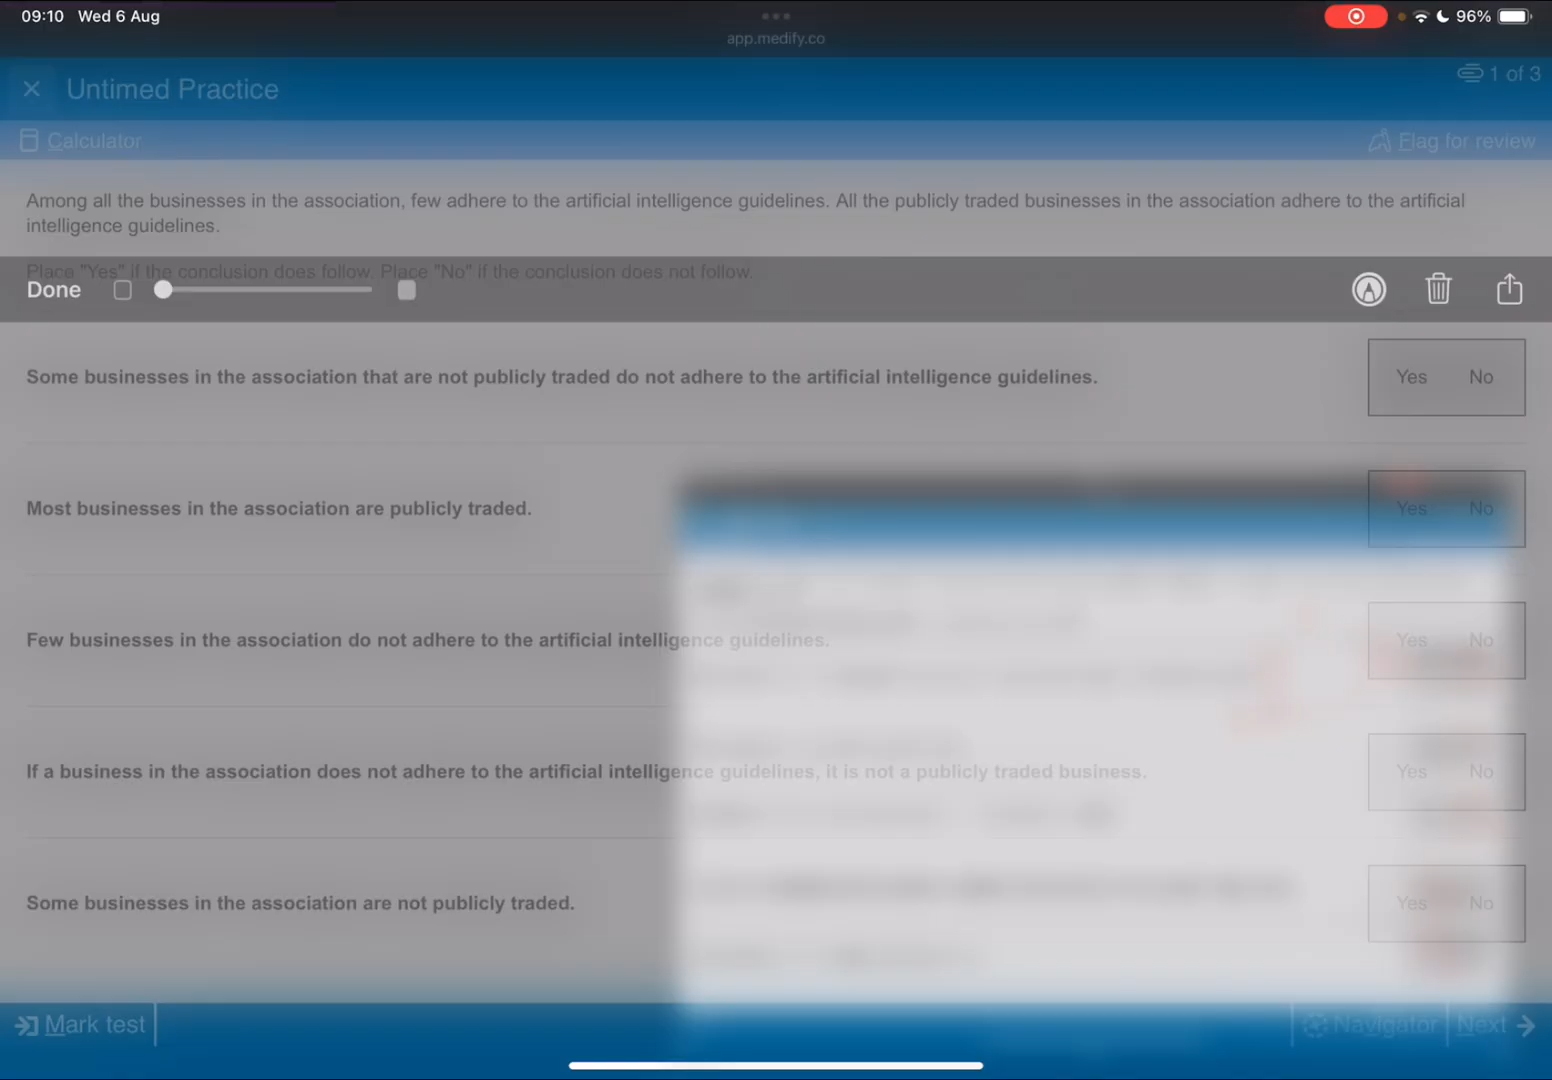 09:10 Wed 6 Aug
96%
app.medify.co
Untimed Practice
1 of 3
Calculator
Flag for review
Among all the businesses in the association, few adhere to the artificial intelligence guidelines. All the publicly traded businesses in the association adhere to the artificial
intelligence guidelines.
Place "Yes" if the conclusion does follow. Place "No" if the conclusion does not follow.
Done
Some businesses in the association that are not publicly traded do not adhere to the artificial intelligence guidelines.
Yes No
Most businesses in the association are publicly traded.
Yes No
Few businesses in the association do not adhere to the artificial intelligence guidelines.
Yes No
If a business in the association does not adhere to the artificial intelligence guidelines, it is not a publicly traded business.
Yes No
Some businesses in the association are not publicly traded.
Yes No
Mark test
Navigator
Next